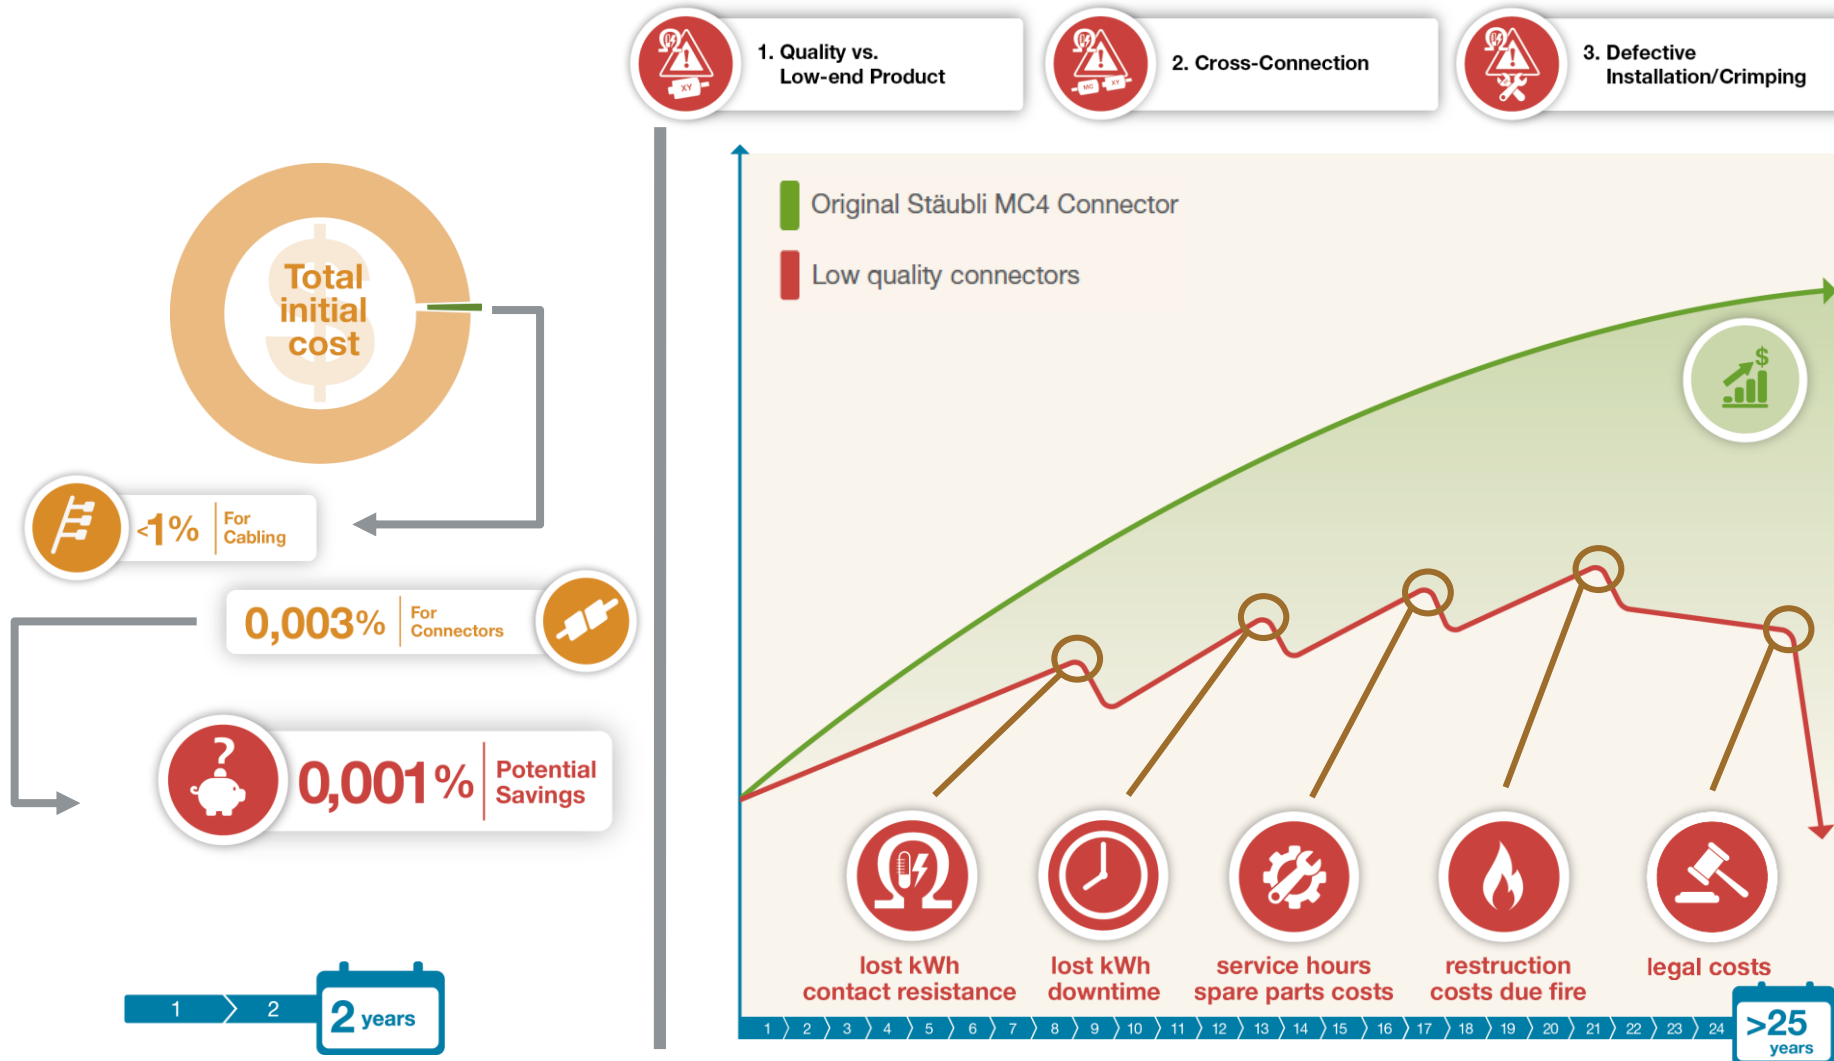 1. Quality vs.
Low-end Product
XY
2. Cross-Connection
MC
XY
3. Defective
Installation/Crimping
Total
initial
cost
$
<1%
For
Cabling
0,003%
For
Connectors
?
0,001%
Potential
Savings
1
2
2 years
Original Stäubli MC4 Connector
Low quality connectors
$
lost kWh
contact resistance
lost kWh
downtime
service hours
spare parts costs
restruction
costs due fire
legal costs
1 2 3 4 5 6 7 8 9 10 11 12 13 14 15 16 17 18 19 20 21 22 23 24
>25
years